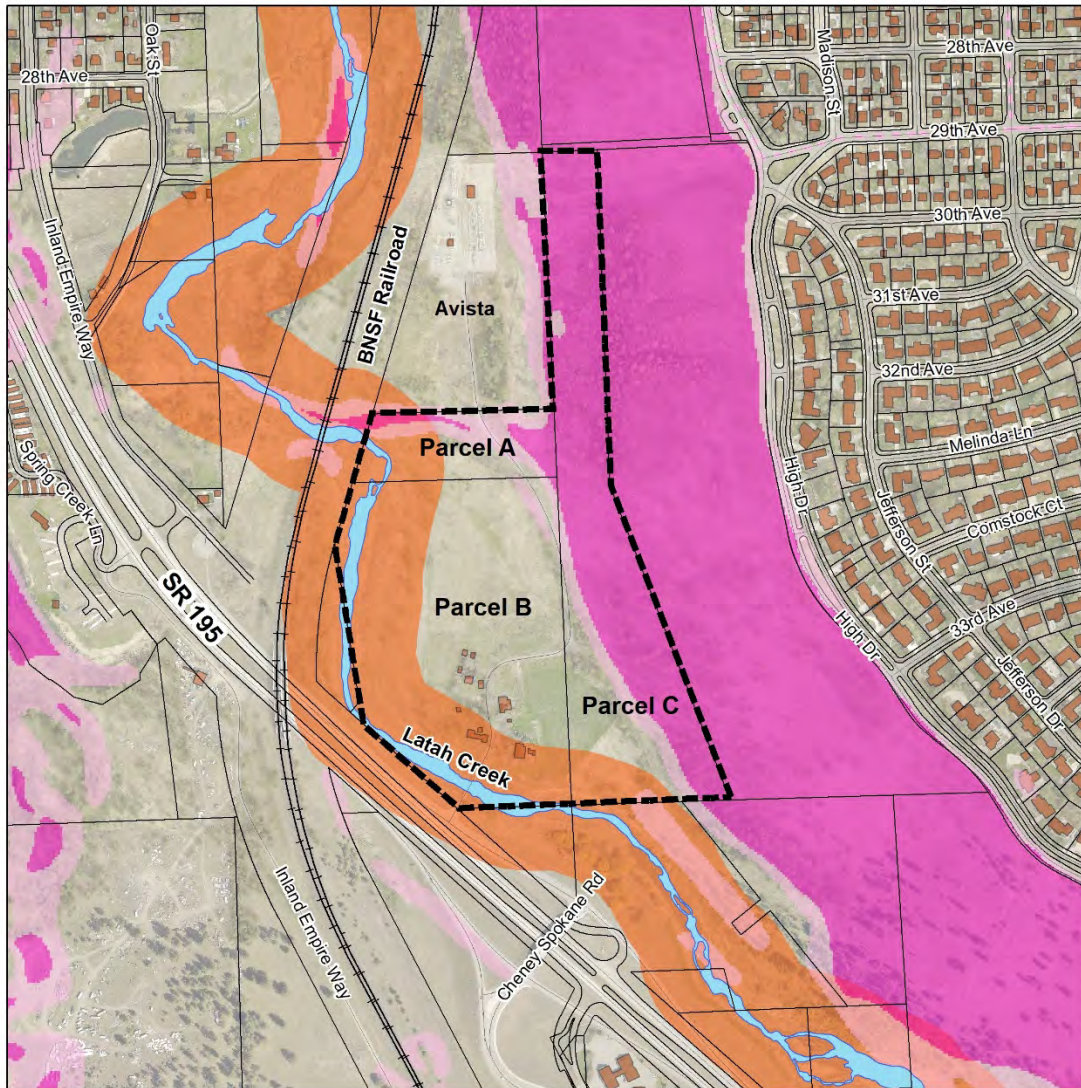 Oak St
28th Ave
Madison St
28th Ave
29th Ave
30th Ave
31st Ave
32nd Ave
Melinda Ln
Comstock Ct
33rd Ave
High Dr
Jefferson St
High Dr
Jefferson Dr
Inland Empire Way
BNSF Railroad
Avista
Parcel A
Spring Creek Ln
SR 195
Parcel B
Parcel C
Latah Creek
Inland Empire Way
Cheney Spokane Rd